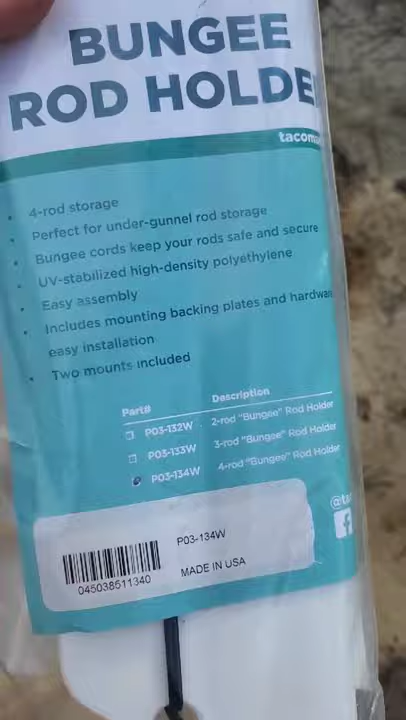 BUNGEE
ROD HOLDE
tacom
• 4-rod storage
• Perfect for under-gunnel rod storage
• Bungee cords keep your rods safe and secure
• UV-stabilized high-density polyethylene
• Easy assembly
• Includes mounting backing plates and hardware
easy installation
• Two mounts included
Part# Description
P03-132W 2-rod "Bungee" Rod Holder
P03-133W 3-rod "Bungee" Rod Holder
P03-134W 4-rod "Bungee" Rod Holder
@ta
f
P03-134W
MADE IN USA
045038511340